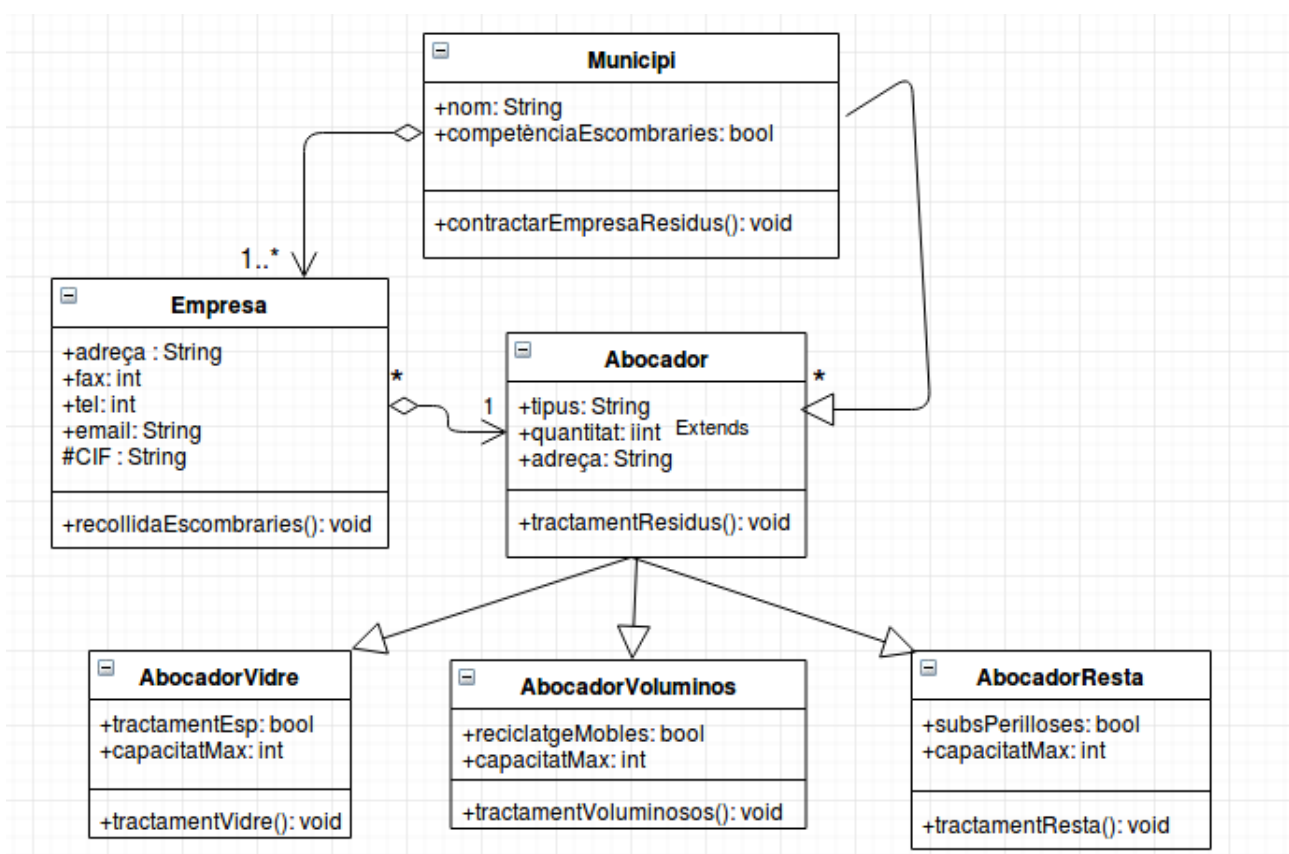 Municipi
+nom: String
+competènciaEscombraries: bool
+contractarEmpresaResidus(): void
1..*
Empresa
+adreça : String
+fax: int
+tel: int
+email: String
#CIF : String
+recollidaEscombraries(): void
*
1
Abocador
+tipus: String
+quantitat: iint
+adreça: String
Extends
+tractamentResidus(): void
*
AbocadorVidre
+tractamentEsp: bool
+capacitatMax: int
+tractamentVidre(): void
AbocadorVoluminos
+reciclatgeMobles: bool
+capacitatMax: int
+tractamentVoluminosos(): void
AbocadorResta
+subsPerilloses: bool
+capacitatMax: int
+tractamentResta(): void